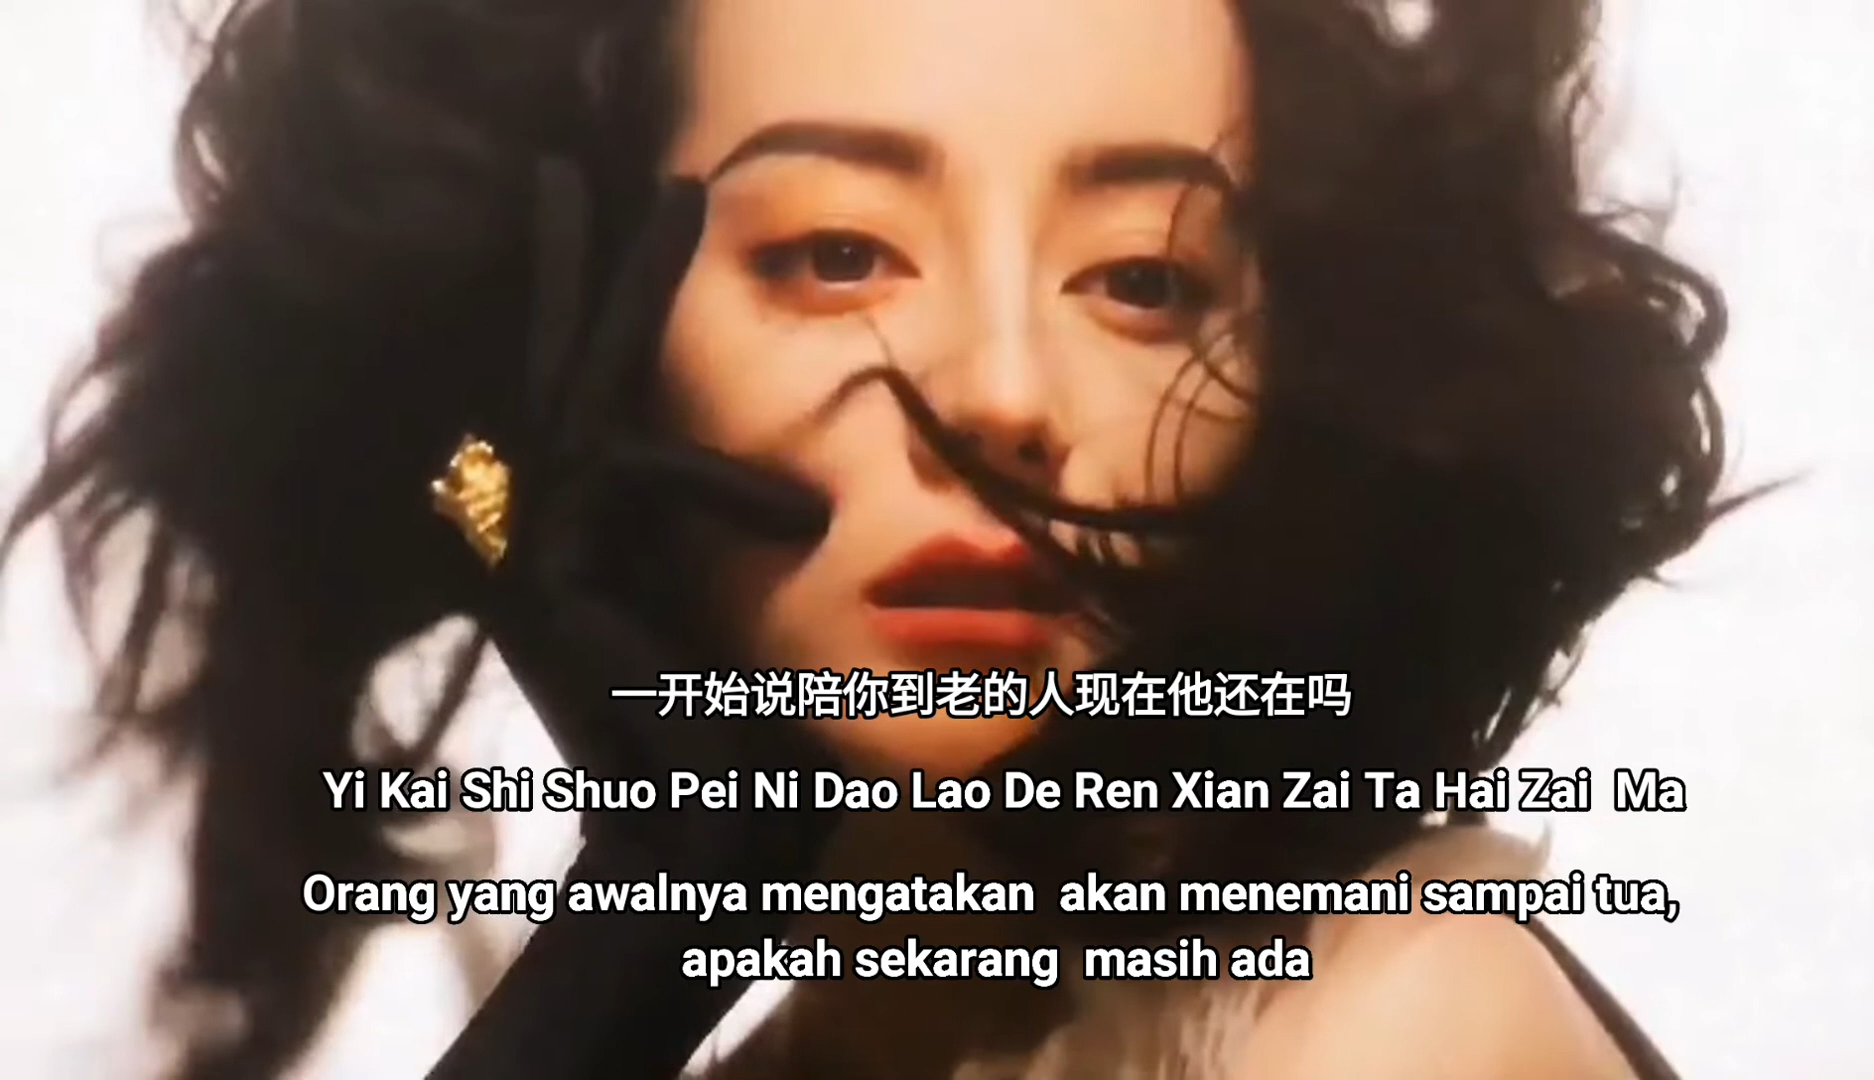 一开始说陪你到老的人现在他还在吗
Yi Kai Shi Shuo Pei Ni Dao Lao De Ren Xian Zai Ta Hai Zai Ma
Orang yang awalnya mengatakan akan menemani sampai tua,
apakah sekarang masih ada